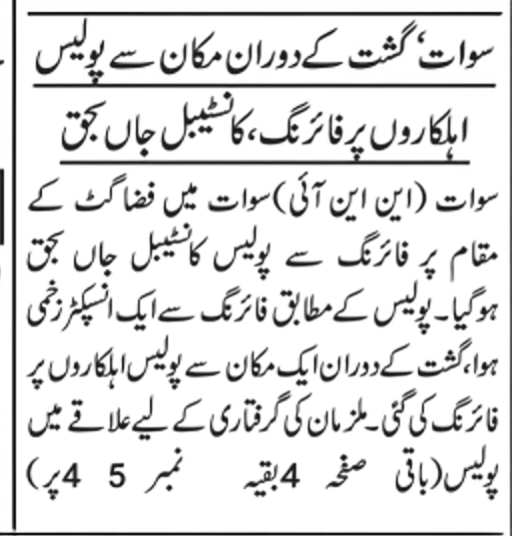 سوات‘ گشت کے دوران مکان سے پولیس
اہلکاروں پر فائرنگ، کانسٹیبل جاں بحق
سوات (این این آئی) سوات میں فضا گٹ کے
مقام پر فائرنگ سے پولیس کانسٹیبل جاں بحق
ہوگیا۔ پولیس کے مطابق فائرنگ سے ایک انسپکٹر زخمی
ہوا، گشت کے دوران ایک مکان سے پولیس اہلکاروں پر
فائرنگ کی گئی۔ ملزمان کی گرفتاری کے لیے علاقے میں
پولیس (باقی صفحہ 4 بقیہ نمبر 5 4 پر)